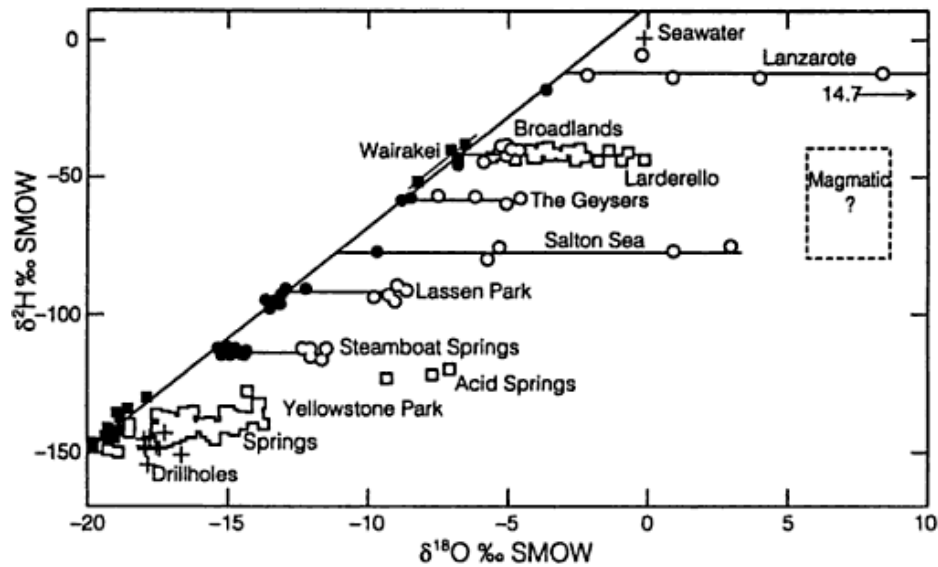 0
-50
-100
-150
δ²H ‰ SMOW
Seawater
Lanzarote
14.7
Broadlands
Wairakei
Larderello
Magmatic
?
The Geysers
Salton Sea
Lassen Park
Steamboat Springs
Acid Springs
Yellowstone Park
Springs
Drillholes
-20
-15
-10
-5
0
5
10
δ¹⁸O ‰ SMOW